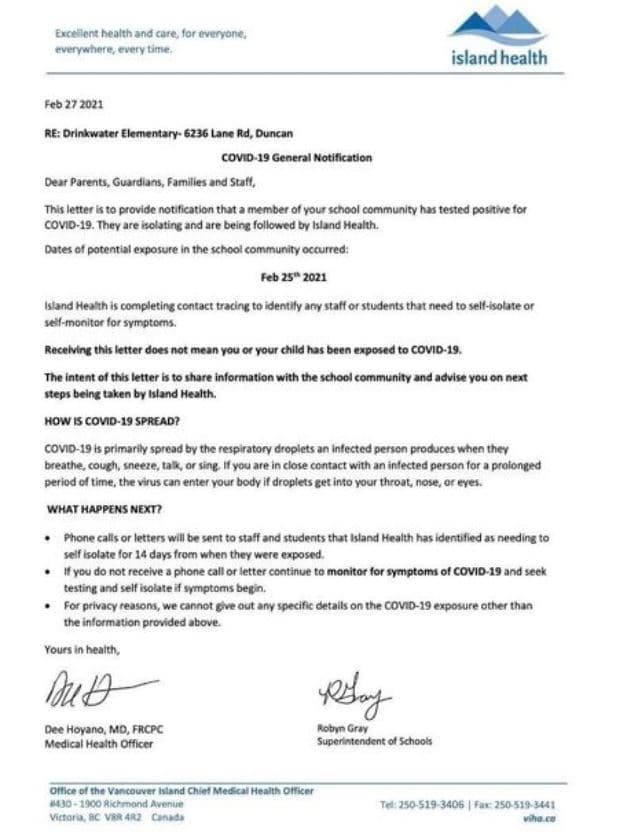 Excellent health and care, for everyone,
everywhere, every time.
island health
Feb 27 2021
RE: Drinkwater Elementary- 6236 Lane Rd, Duncan
COVID-19 General Notification
Dear Parents, Guardians, Families and Staff,
This letter is to provide notification that a member of your school community has tested positive for
COVID-19. They are isolating and are being followed by Island Health.
Dates of potential exposure in the school community occurred:
Feb 25th 2021
Island Health is completing contact tracing to identify any staff or students that need to self-isolate or
self-monitor for symptoms.
Receiving this letter does not mean you or your child has been exposed to COVID-19.
The intent of this letter is to share information with the school community and advise you on next
steps being taken by Island Health.
HOW IS COVID-19 SPREAD?
COVID-19 is primarily spread by the respiratory droplets an infected person produces when they
breathe, cough, sneeze, talk, or sing. If you are in close contact with an infected person for a prolonged
period of time, the virus can enter your body if droplets get into your throat, nose, or eyes.
WHAT HAPPENS NEXT?
• Phone calls or letters will be sent to staff and students that Island Health has identified as needing to
self isolate for 14 days from when they were exposed.
• If you do not receive a phone call or letter continue to monitor for symptoms of COVID-19 and seek
testing and self isolate if symptoms begin.
• For privacy reasons, we cannot give out any specific details on the COVID-19 exposure other than
the information provided above.
Yours in health,
RGray
Dee Hoyano, MD, FRCPC
Medical Health Officer
Robyn Gray
Superintendent of Schools
Office of the Vancouver Island Chief Medical Health Officer
#430 - 1900 Richmond Avenue
Victoria, BC V8R 4R2 Canada
Tel: 250-519-3406 | Fax: 250-519-3441
viha.ca